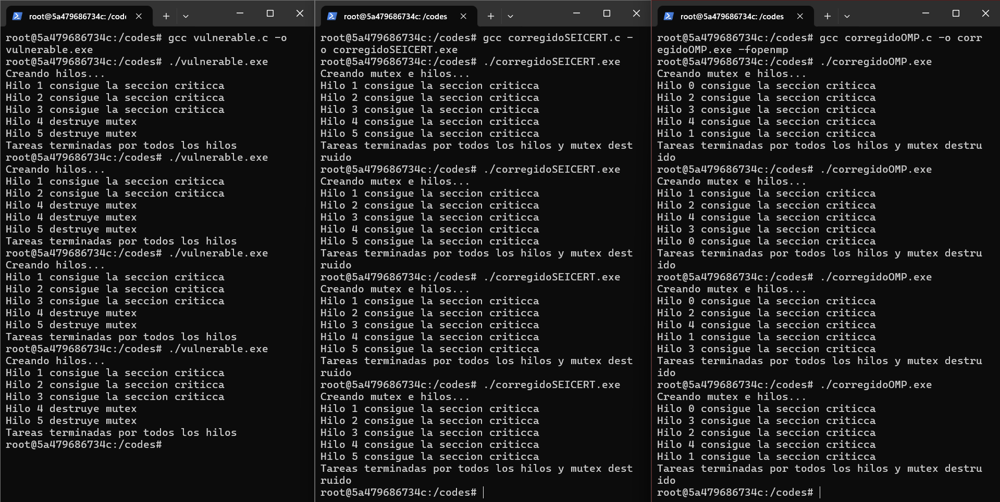 root@5a479686734c: /code
root@5a479686734c:/codes# gcc vulnerable.c -o
vulnerable.exe
root@5a479686734c:/codes# ./vulnerable.exe
Creando hilos...
Hilo 1 consigue la seccion criticca
Hilo 2 consigue la seccion criticca
Hilo 3 consigue la seccion criticca
Hilo 4 destruye mutex
Hilo 5 destruye mutex
Tareas terminadas por todos los hilos
root@5a479686734c:/codes# ./vulnerable.exe
Creando hilos...
Hilo 1 consigue la seccion criticca
Hilo 2 consigue la seccion criticca
Hilo 4 destruye mutex
Hilo 4 destruye mutex
Hilo 5 destruye mutex
Tareas terminadas por todos los hilos
root@5a479686734c:/codes# ./vulnerable.exe
Creando hilos...
Hilo 1 consigue la seccion criticca
Hilo 2 consigue la seccion criticca
Hilo 3 consigue la seccion criticca
Hilo 4 destruye mutex
Hilo 5 destruye mutex
Tareas terminadas por todos los hilos
root@5a479686734c:/codes# ./vulnerable.exe
Creando hilos...
Hilo 1 consigue la seccion criticca
Hilo 2 consigue la seccion criticca
Hilo 3 consigue la seccion criticca
Hilo 4 destruye mutex
Hilo 5 destruye mutex
Tareas terminadas por todos los hilos
root@5a479686734c:/codes#
root@5a479686734c: /codes
root@5a479686734c:/codes# gcc corregidoSEICERT.c -
o corregidoSEICERT.exe
root@5a479686734c:/codes# ./corregidoSEICERT.exe
Creando mutex e hilos...
Hilo 1 consigue la seccion criticca
Hilo 2 consigue la seccion criticca
Hilo 3 consigue la seccion criticca
Hilo 4 consigue la seccion criticca
Hilo 5 consigue la seccion criticca
Tareas terminadas por todos los hilos y mutex dest
ruido
root@5a479686734c:/codes# ./corregidoSEICERT.exe
Creando mutex e hilos...
Hilo 1 consigue la seccion criticca
Hilo 2 consigue la seccion criticca
Hilo 3 consigue la seccion criticca
Hilo 4 consigue la seccion criticca
Hilo 5 consigue la seccion criticca
Tareas terminadas por todos los hilos y mutex dest
ruido
root@5a479686734c:/codes# ./corregidoSEICERT.exe
Creando mutex e hilos...
Hilo 1 consigue la seccion criticca
Hilo 2 consigue la seccion criticca
Hilo 3 consigue la seccion criticca
Hilo 4 consigue la seccion criticca
Hilo 5 consigue la seccion criticca
Tareas terminadas por todos los hilos y mutex dest
ruido
root@5a479686734c:/codes# ./corregidoSEICERT.exe
Creando mutex e hilos...
Hilo 1 consigue la seccion criticca
Hilo 2 consigue la seccion criticca
Hilo 3 consigue la seccion criticca
Hilo 4 consigue la seccion criticca
Hilo 5 consigue la seccion criticca
Tareas terminadas por todos los hilos y mutex dest
ruido
root@5a479686734c:/codes#
root@5a479686734c: /codes
root@5a479686734c:/codes# gcc corregidoOMP.c -o corr
egidoOMP.exe -fopenmp
root@5a479686734c:/codes# ./corregidoOMP.exe
Creando mutex e hilos...
Hilo 0 consigue la seccion criticca
Hilo 2 consigue la seccion criticca
Hilo 3 consigue la seccion criticca
Hilo 4 consigue la seccion criticca
Hilo 1 consigue la seccion criticca
Tareas terminadas por todos los hilos y mutex destru
ido
root@5a479686734c:/codes# ./corregidoOMP.exe
Creando mutex e hilos...
Hilo 1 consigue la seccion criticca
Hilo 2 consigue la seccion criticca
Hilo 4 consigue la seccion criticca
Hilo 3 consigue la seccion criticca
Hilo 0 consigue la seccion criticca
Tareas terminadas por todos los hilos y mutex destru
ido
root@5a479686734c:/codes# ./corregidoOMP.exe
Creando mutex e hilos...
Hilo 0 consigue la seccion criticca
Hilo 2 consigue la seccion criticca
Hilo 4 consigue la seccion criticca
Hilo 1 consigue la seccion criticca
Hilo 3 consigue la seccion criticca
Tareas terminadas por todos los hilos y mutex destru
ido
root@5a479686734c:/codes# ./corregidoOMP.exe
Creando mutex e hilos...
Hilo 0 consigue la seccion criticca
Hilo 3 consigue la seccion criticca
Hilo 2 consigue la seccion criticca
Hilo 4 consigue la seccion criticca
Hilo 1 consigue la seccion criticca
Tareas terminadas por todos los hilos y mutex destru
ido
root@5a479686734c:/codes#